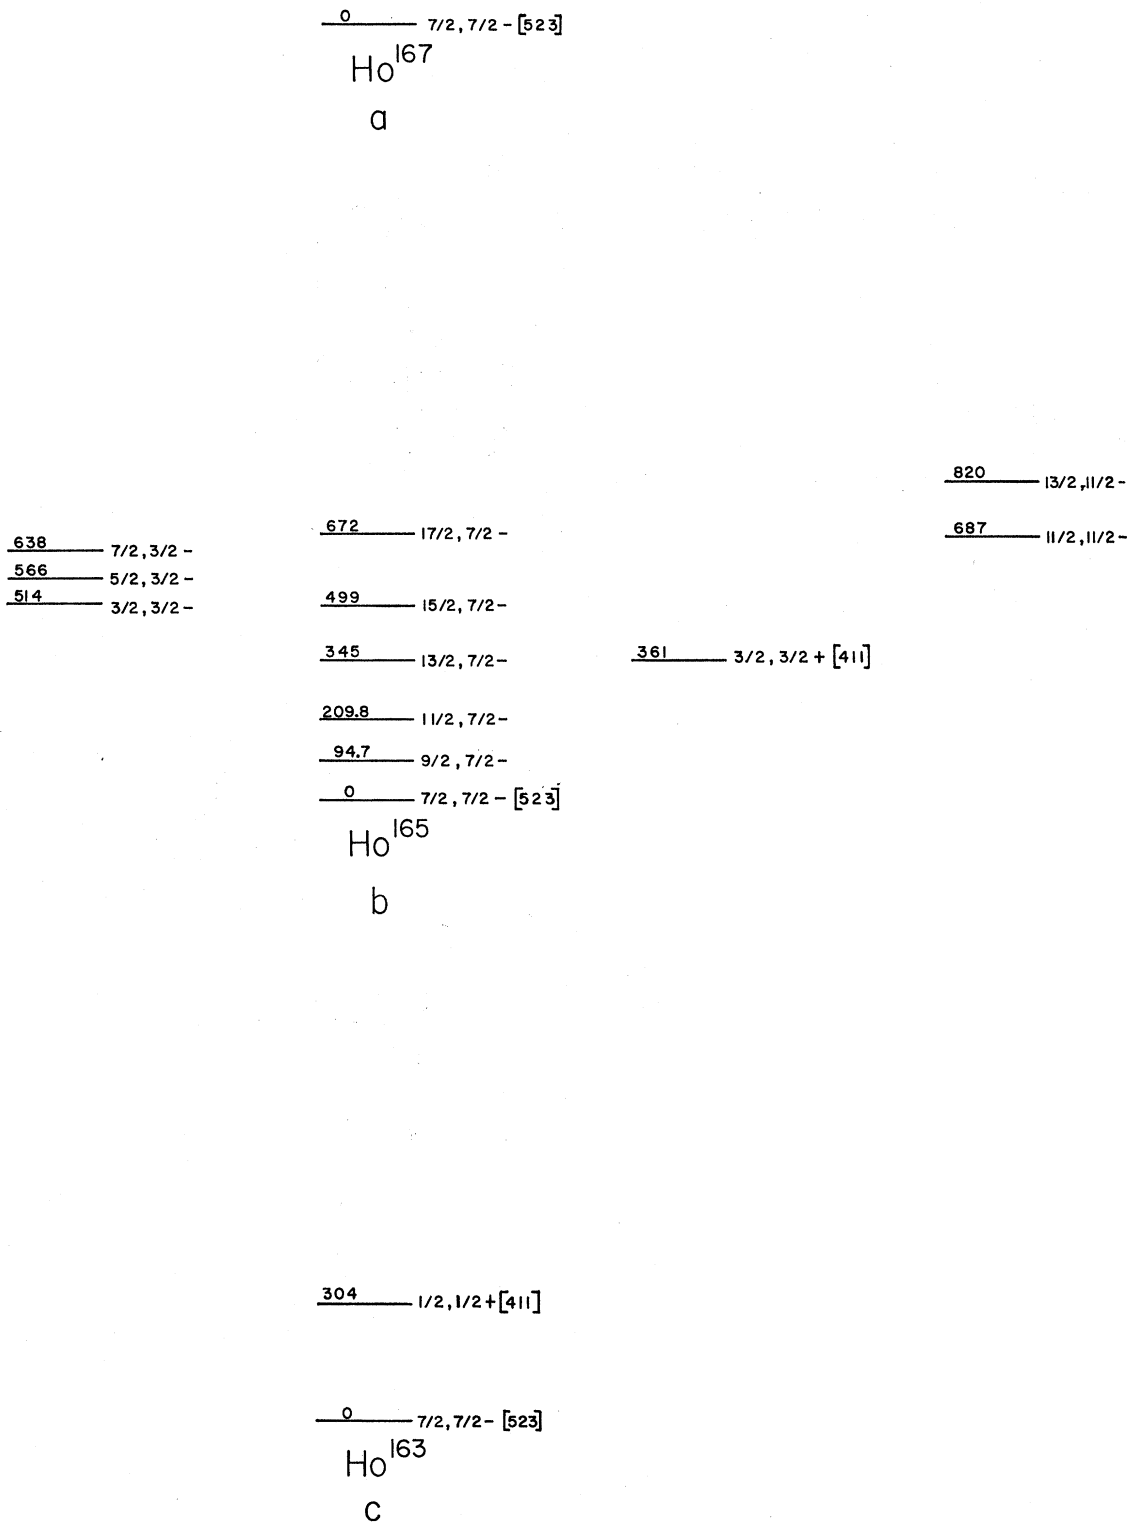 0 7/2, 7/2 - [523]
Ho167
a
820 13/2, 11/2 -
672 17/2, 7/2 -
687 11/2, 11/2 -
638 7/2, 3/2 -
566 5/2, 3/2 -
514 3/2, 3/2 -
499 15/2, 7/2 -
345 13/2, 7/2 -
361 3/2, 3/2 + [411]
209.8 11/2, 7/2 -
94.7 9/2, 7/2 -
0 7/2, 7/2 - [523]
Ho165
b
304 1/2, 1/2 + [411]
0 7/2, 7/2 - [523]
Ho163
c